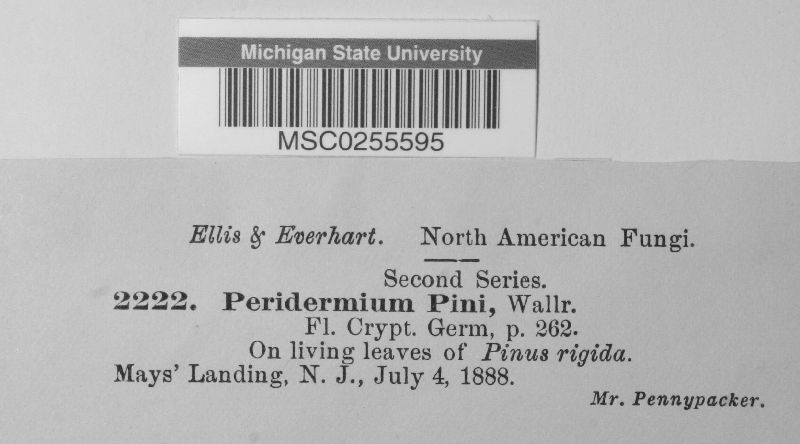 Michigan State University
MSC0255595
Ellis & Everhart. North American Fungi.
Second Series.
2222. Peridermium Pini, Wallr.
Fl. Crypt. Germ, p. 262.
On living leaves of Pinus rigida.
Mays' Landing, N. J., July 4, 1888.
Mr. Pennypacker.